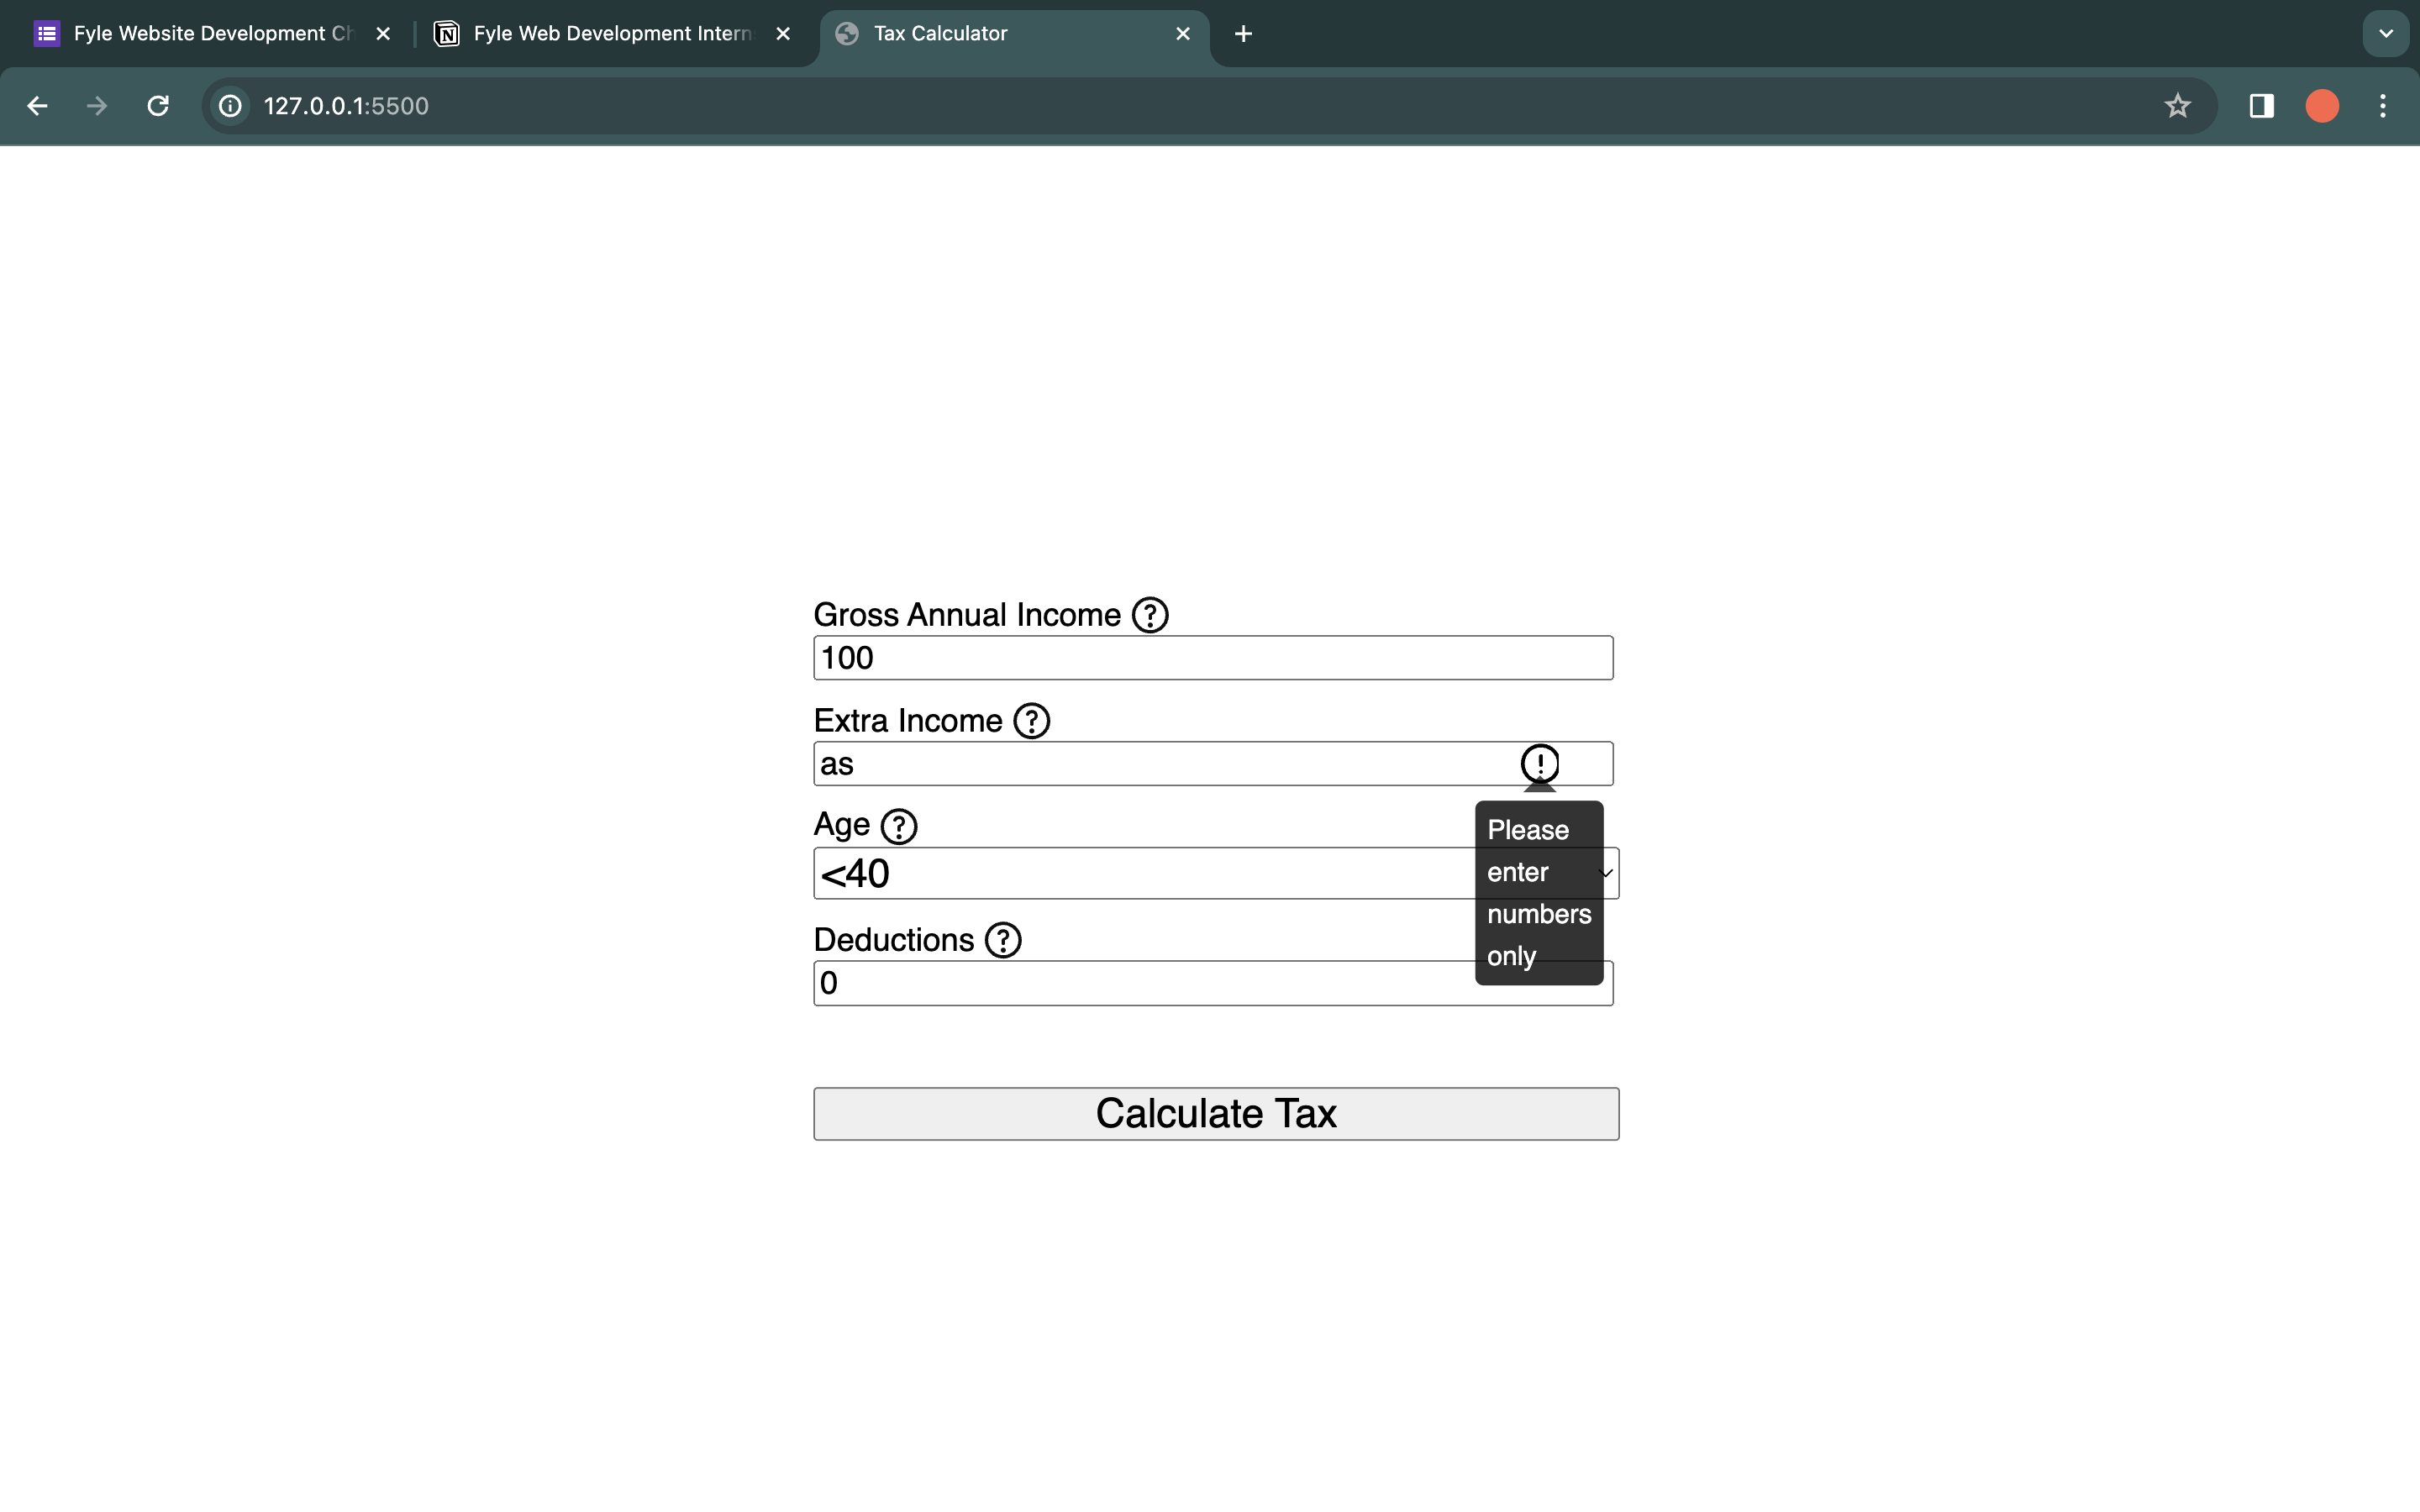 Fyle Website Development Ch
Fyle Web Development Intern
Tax Calculator
127.0.0.1:5500
Gross Annual Income ?
100
Extra Income ?
as
!
Please
enter
numbers
only
Age ?
<40
Deductions ?
0
Calculate Tax